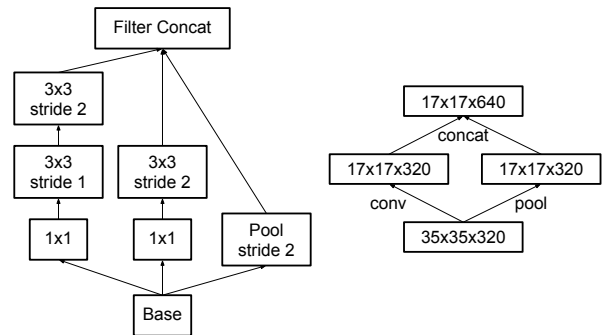 Filter Concat
3x3
stride 2
3x3
stride 1
3x3
stride 2
1x1
1x1
Pool
stride 2
Base
17x17x640
concat
17x17x320
17x17x320
conv
pool
35x35x320